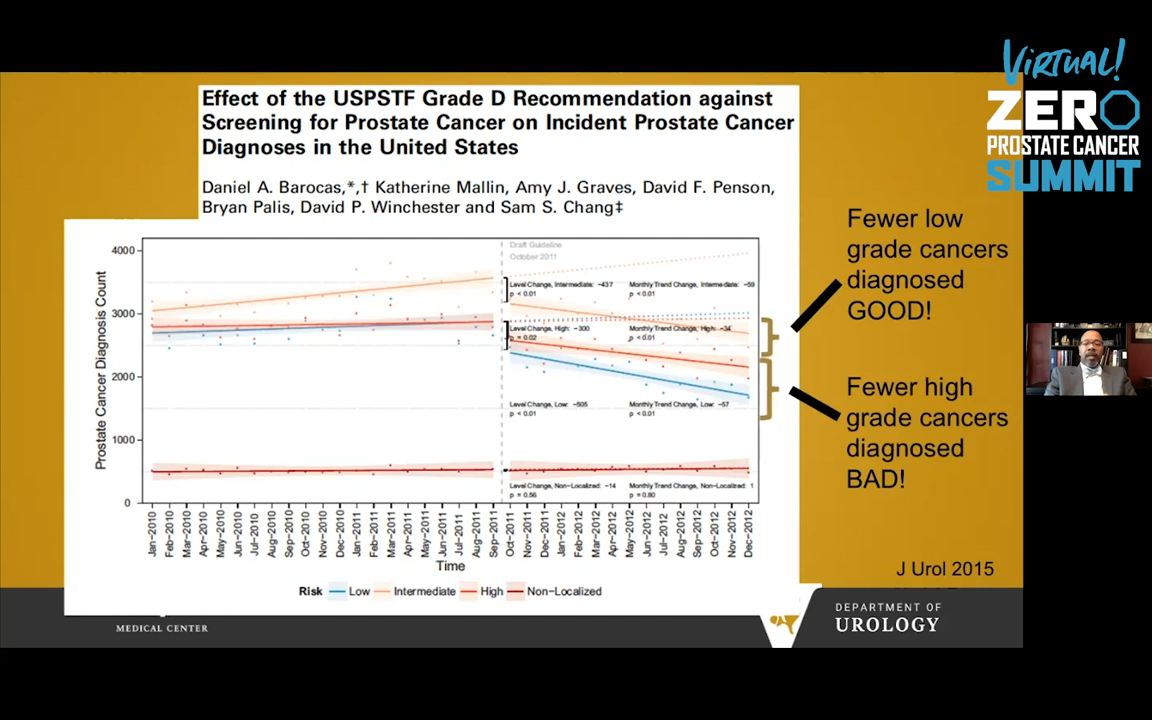 Effect of the USPSTF Grade D Recommendation against
Screening for Prostate Cancer on Incident Prostate Cancer
Diagnoses in the United States
Daniel A. Barocas,*,† Katherine Mallin, Amy J. Graves, David F. Penson,
Bryan Palis, David P. Winchester and Sam S. Chang‡
VIRTUAL!
ZERO
PROSTATE CANCER
SUMMIT
Prostate Cancer Diagnosis Count
4000
3000
2000
1000
0
Draft Guideline
October 2011
Level Change, Intermediate: −437
p < 0.01
Monthly Trend Change, Intermediate: −59
p < 0.01
Level Change, High: −300
p = 0.02
Monthly Trend Change, High: −34
p < 0.01
Level Change, Low: −505
p < 0.01
Monthly Trend Change, Low: −57
p < 0.01
Level Change, Non-Localized: −14
p = 0.56
Monthly Trend Change, Non-Localized: 1
p = 0.80
Jan−2010
Feb−2010
Mar−2010
Apr−2010
May−2010
Jun−2010
Jul−2010
Aug−2010
Sep−2010
Oct−2010
Nov−2010
Dec−2010
Jan−2011
Feb−2011
Mar−2011
Apr−2011
May−2011
Jun−2011
Jul−2011
Aug−2011
Sep−2011
Oct−2011
Nov−2011
Dec−2011
Jan−2012
Feb−2012
Mar−2012
Apr−2012
May−2012
Jun−2012
Jul−2012
Aug−2012
Sep−2012
Oct−2012
Nov−2012
Dec−2012
Time
Risk Low Intermediate High Non−Localized
Fewer low
grade cancers
diagnosed
GOOD!
Fewer high
grade cancers
diagnosed
BAD!
J Urol 2015
MEDICAL CENTER
DEPARTMENT OF
UROLOGY